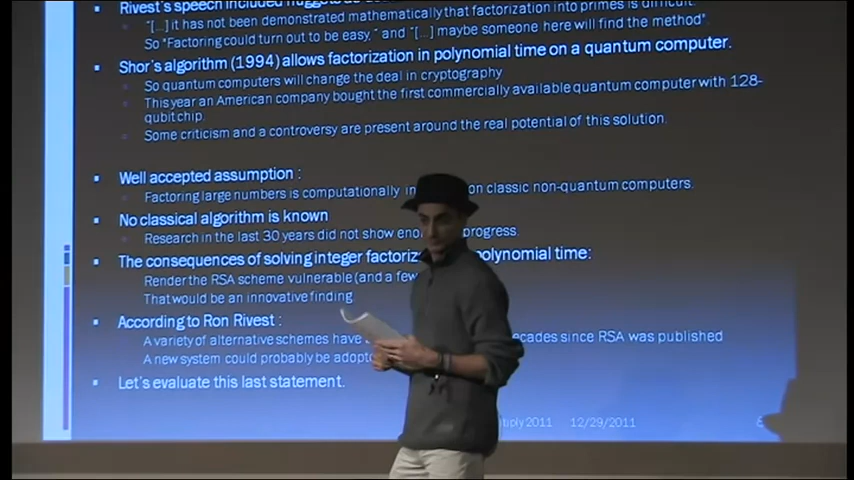 Rivest's speech included nuggets as
"[...] it has not been demonstrated mathematically that factorization into primes is difficult.
So "Factoring could turn out to be easy," and "[...] maybe someone here will find the method"
Shor's algorithm (1994) allows factorization in polynomial time on a quantum computer.
So quantum computers will change the deal in cryptography
This year an American company bought the first commercially available quantum computer with 128-
qubit chip
Some criticism and a controversy are present around the real potential of this solution.
Well accepted assumption :
Factoring large numbers is computationally on classic non-quantum computers.
No classical algorithm is known
Research in the last 30 years did not show progress.
The consequences of solving integer polynomial time:
Render the RSA scheme vulnerable (and a few
That would be an innovative finding
According to Ron Rivest :
A variety of alternative schemes have since RSA was published
A new system could probably be
Let's evaluate this last statement.
2011 12/29/2011